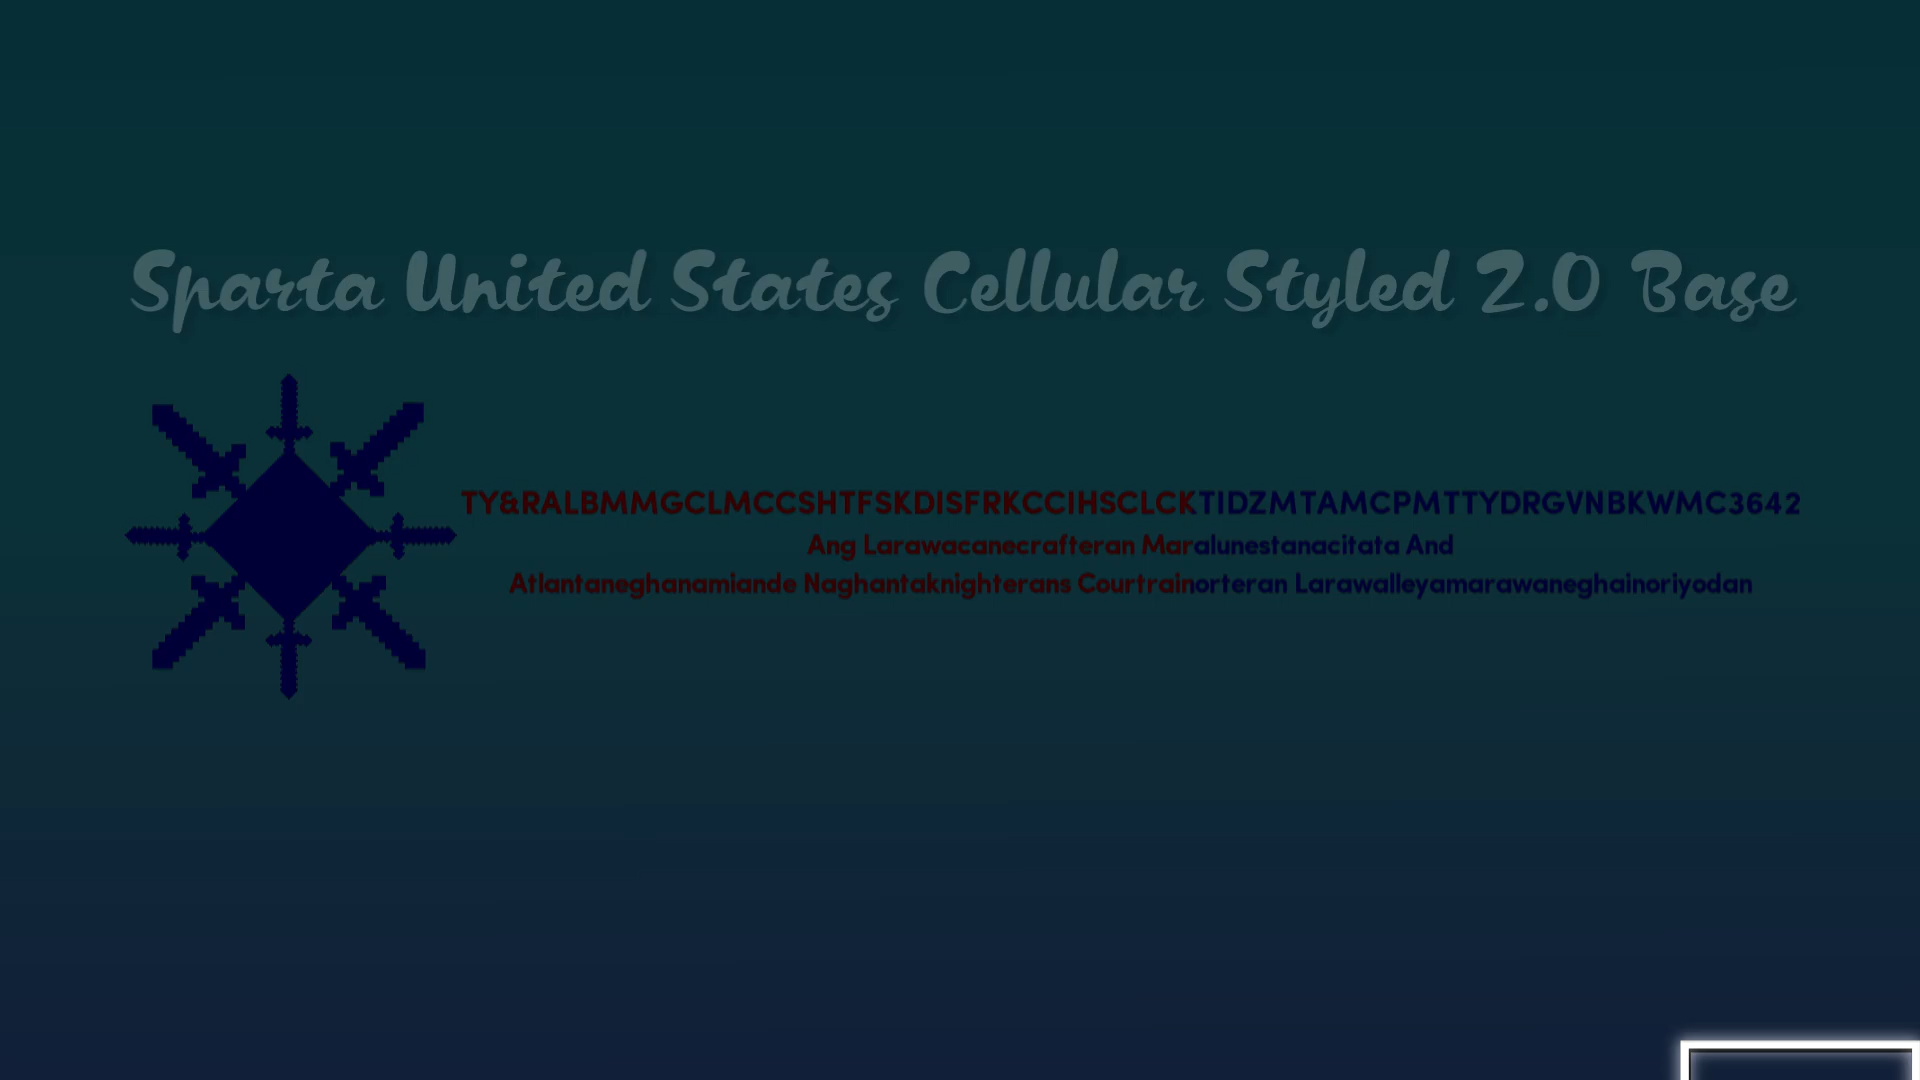 Sparta United States Cellular Styled 2.0 Base
TY&RALBMMGCLMCCSHTFSKDISFRKCCIHSCLCKTIDZMTAMCPMTTYDRGVNBKWMC3642
Ang Larawacanecrafteran Maralunestanacitata And
Atlantaneghanamiande Naghantaknighterans Courtrainorteran Larawalleyamarawaneghainoriyodan